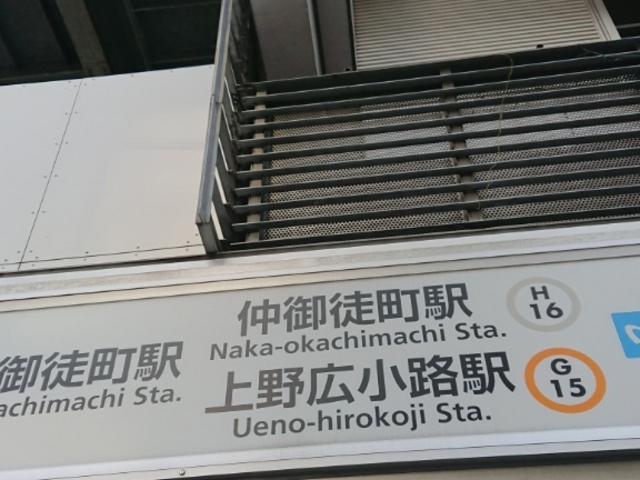 御徒町駅
achimachi Sta.
仲御徒町駅
Naka-okachimachi Sta.
H
16
上野広小路駅
Ueno-hirokoji Sta.
G
15